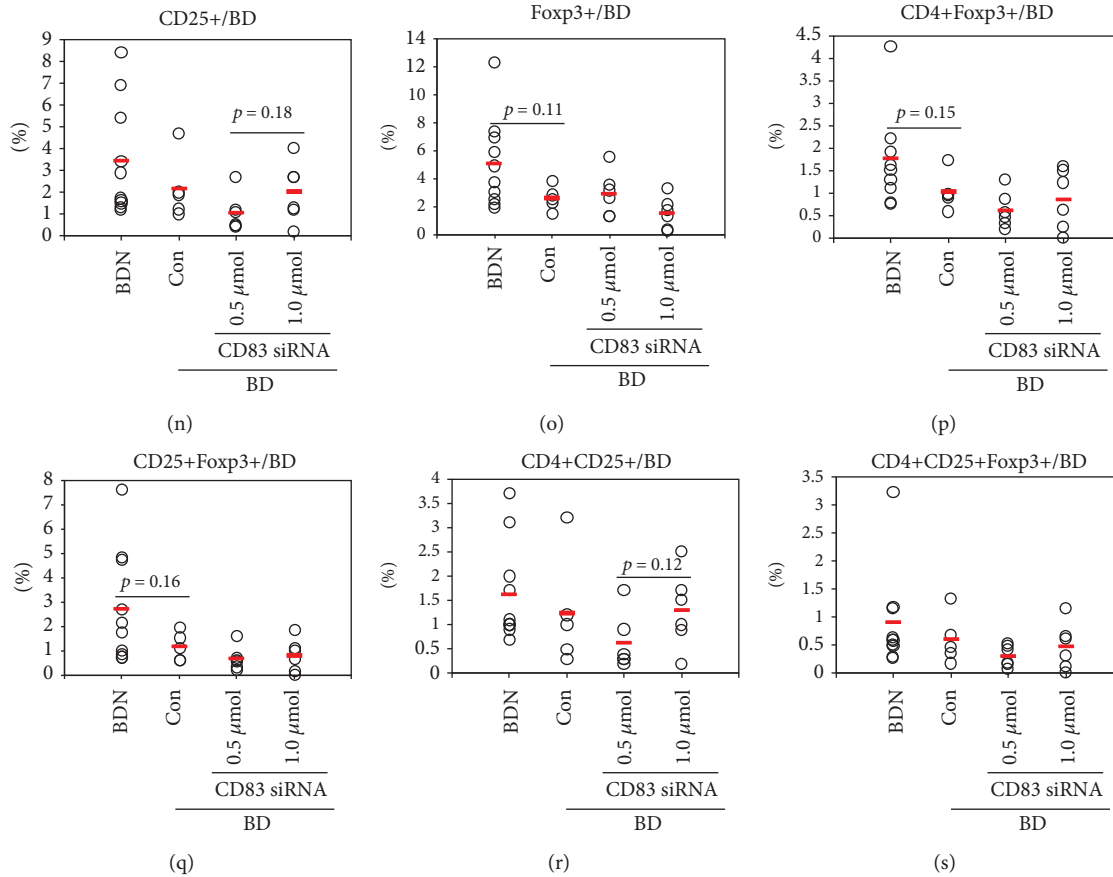 CD25+/BD
9
8
7
6
5
4
3
2
1
0
(%)
p = 0.18
BDN
Con
0.5 µmol
1.0 µmol
CD83 siRNA
BD
(n)
Foxp3+/BD
14
12
10
8
6
4
2
0
(%)
p = 0.11
BDN
Con
0.5 µmol
1.0 µmol
CD83 siRNA
BD
(o)
CD4+Foxp3+/BD
4.5
4
3.5
3
2.5
2
1.5
1
0.5
0
(%)
p = 0.15
BDN
Con
0.5 µmol
1.0 µmol
CD83 siRNA
BD
(p)
CD25+Foxp3+/BD
8
7
6
5
4
3
2
1
0
(%)
p = 0.16
BDN
Con
0.5 µmol
1.0 µmol
CD83 siRNA
BD
(q)
CD4+CD25+/BD
4
3.5
3
2.5
2
1.5
1
0.5
0
(%)
p = 0.12
BDN
Con
0.5 µmol
1.0 µmol
CD83 siRNA
BD
(r)
CD4+CD25+Foxp3+/BD
3.5
3
2.5
2
1.5
1
0.5
0
(%)
BDN
Con
0.5 µmol
1.0 µmol
CD83 siRNA
BD
(s)